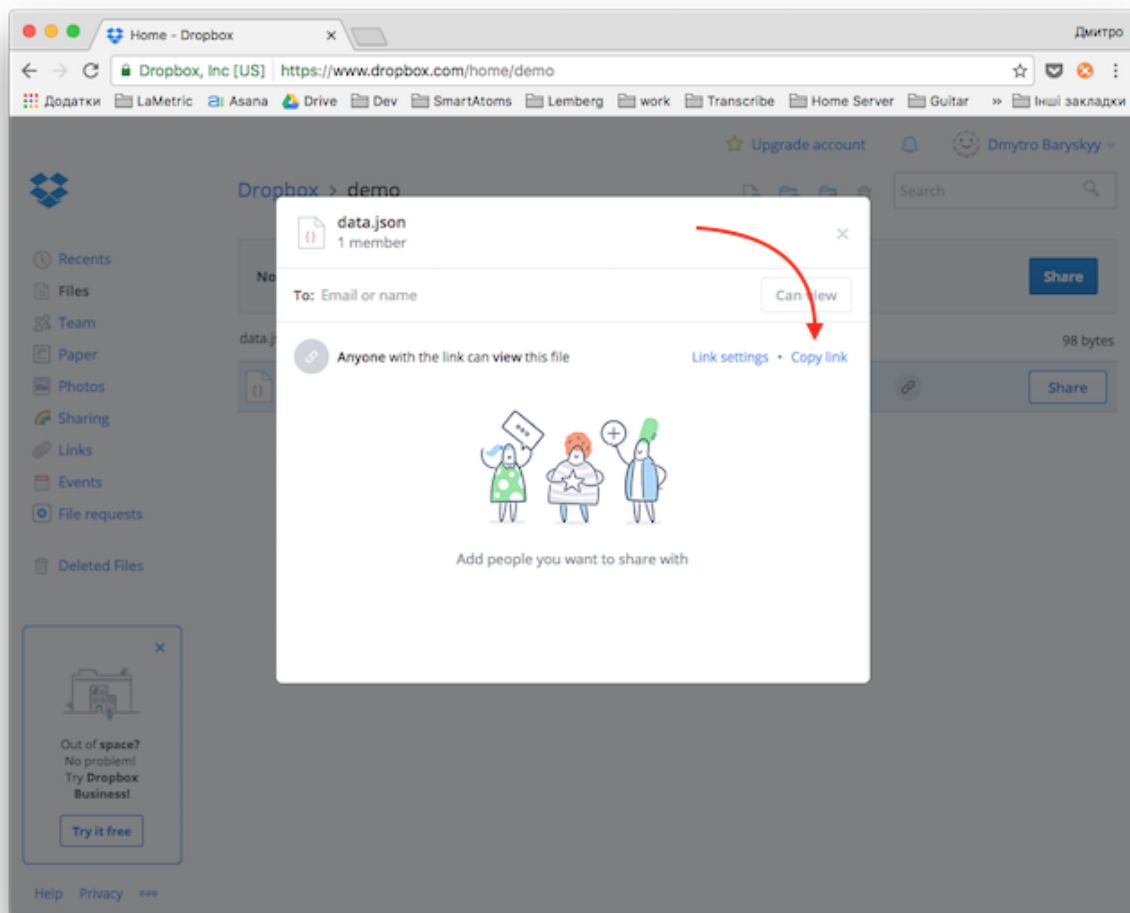 Home - Dropbox
Дмитро
Dropbox, Inc [US] https://www.dropbox.com/home/demo
Додатки LaMetric Asana Drive Dev SmartAtoms Lemberg work Transcribe Home Server Guitar » Інші закладки
Upgrade account Dmytro Baryskyy
Dropbox > demo
Search
data.json
1 member
Recents
Files
Team
Paper
Photos
Sharing
Links
Events
File requests
Deleted Files
No
Share
To: Email or name
Can view
data.j
98 bytes
Anyone with the link can view this file
Link settings • Copy link
Share
Add people you want to share with
Out of space?
No problem!
Try Dropbox
Business!
Try it free
Help Privacy